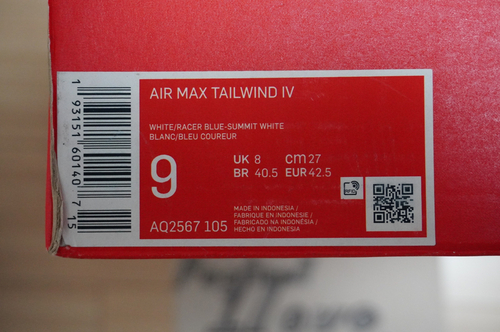 AIR MAX TAILWIND IV
WHITE/RACER BLUE-SUMMIT WHITE
BLANC/BLEU COUREUR
9
UK 8 cm 27
BR 40.5 EUR 42.5
MADE IN INDONESIA /
FABRIQUE EN INDONESIE /
FABRICADO NA INDONÉSIA /
HECHO EN INDONESIA
AQ2567 105
1 93151 60140 7 15